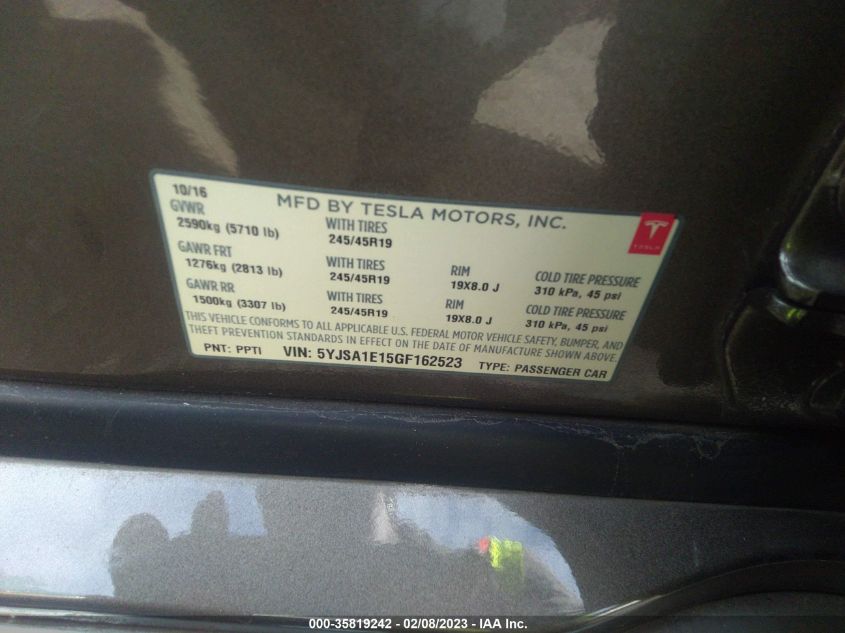 10/16
MFD BY TESLA MOTORS, INC.
GVWR
2590kg (5710 lb)
WITH TIRES
245/45R19
TESLA
GAWR FRT
1276kg (2813 lb)
WITH TIRES
245/45R19
RIM
19X8.0 J
COLD TIRE PRESSURE
310 kPa, 45 psi
GAWR RR
1500kg (3307 lb)
WITH TIRES
245/45R19
RIM
19X8.0 J
COLD TIRE PRESSURE
310 kPa, 45 psi
THIS VEHICLE CONFORMS TO ALL APPLICABLE U.S. FEDERAL MOTOR VEHICLE SAFETY, BUMPER, AND
THEFT PREVENTION STANDARDS IN EFFECT ON THE DATE OF MANUFACTURE SHOWN ABOVE.
PNT: PPTI VIN: 5YJSA1E15GF162523 TYPE: PASSENGER CAR
000-35819242 - 02/08/2023 - IAA Inc.